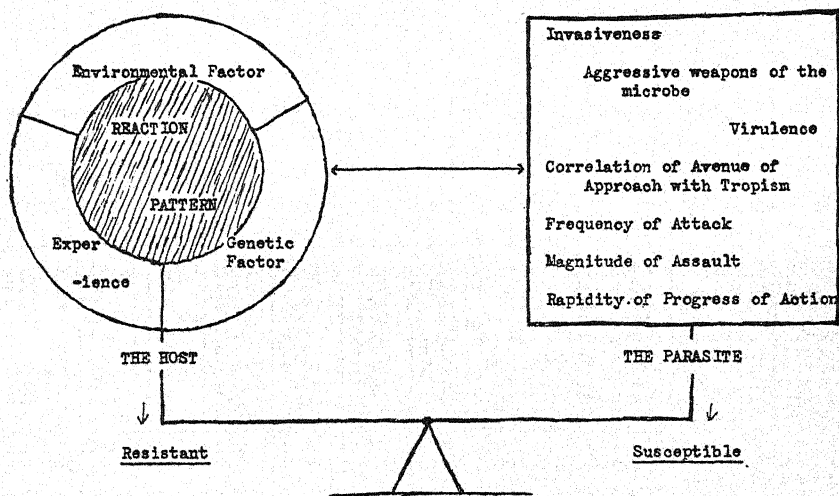 Environmental Factor
REACTION
PATTERN
Exper
-ience
Genetic
Factor
THE HOST
Resistant
Invasiveness
Aggressive weapons of the
microbe
Virulence
Correlation of Avenue of
Approach with Tropism
Frequency of Attack
Magnitude of Assault
Rapidity.of Progress of Action
THE PARASITE
Susceptible